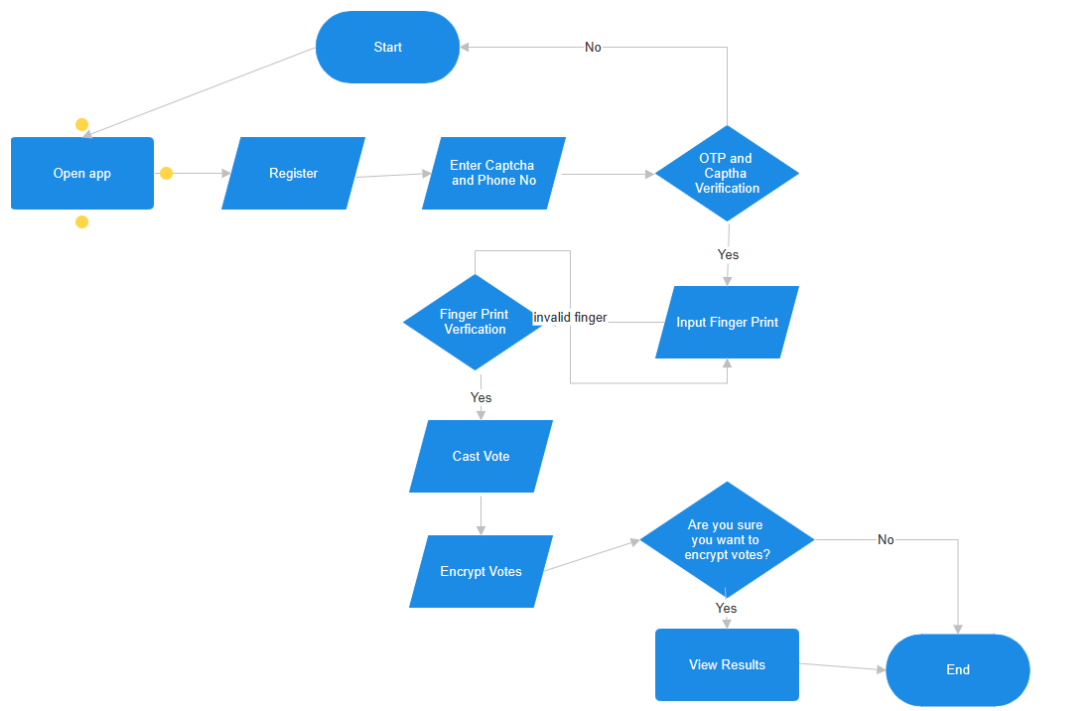 Start
No
Open app
Register
Enter Captcha
and Phone No
OTP and
Captha
Verification
Yes
Finger Print
Verfication
invalid finger
Input Finger Print
Yes
Cast Vote
Are you sure
you want to
encrypt votes?
No
Encrypt Votes
Yes
View Results
End